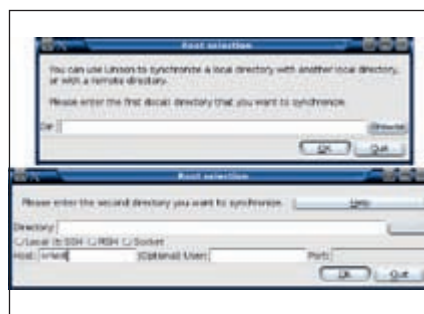 Root selection
You can use Unison to synchronize a local directory with another local directory,
or with a remote directory.
Please enter the first (local) directory that you want to synchronize.
Dir:
Browse
OK Quit
Root selection
Please enter the second directory you want to synchronize. Help
Directory:
Local SSH RSH Socket
Host: (Optional) User: Port:
OK Quit